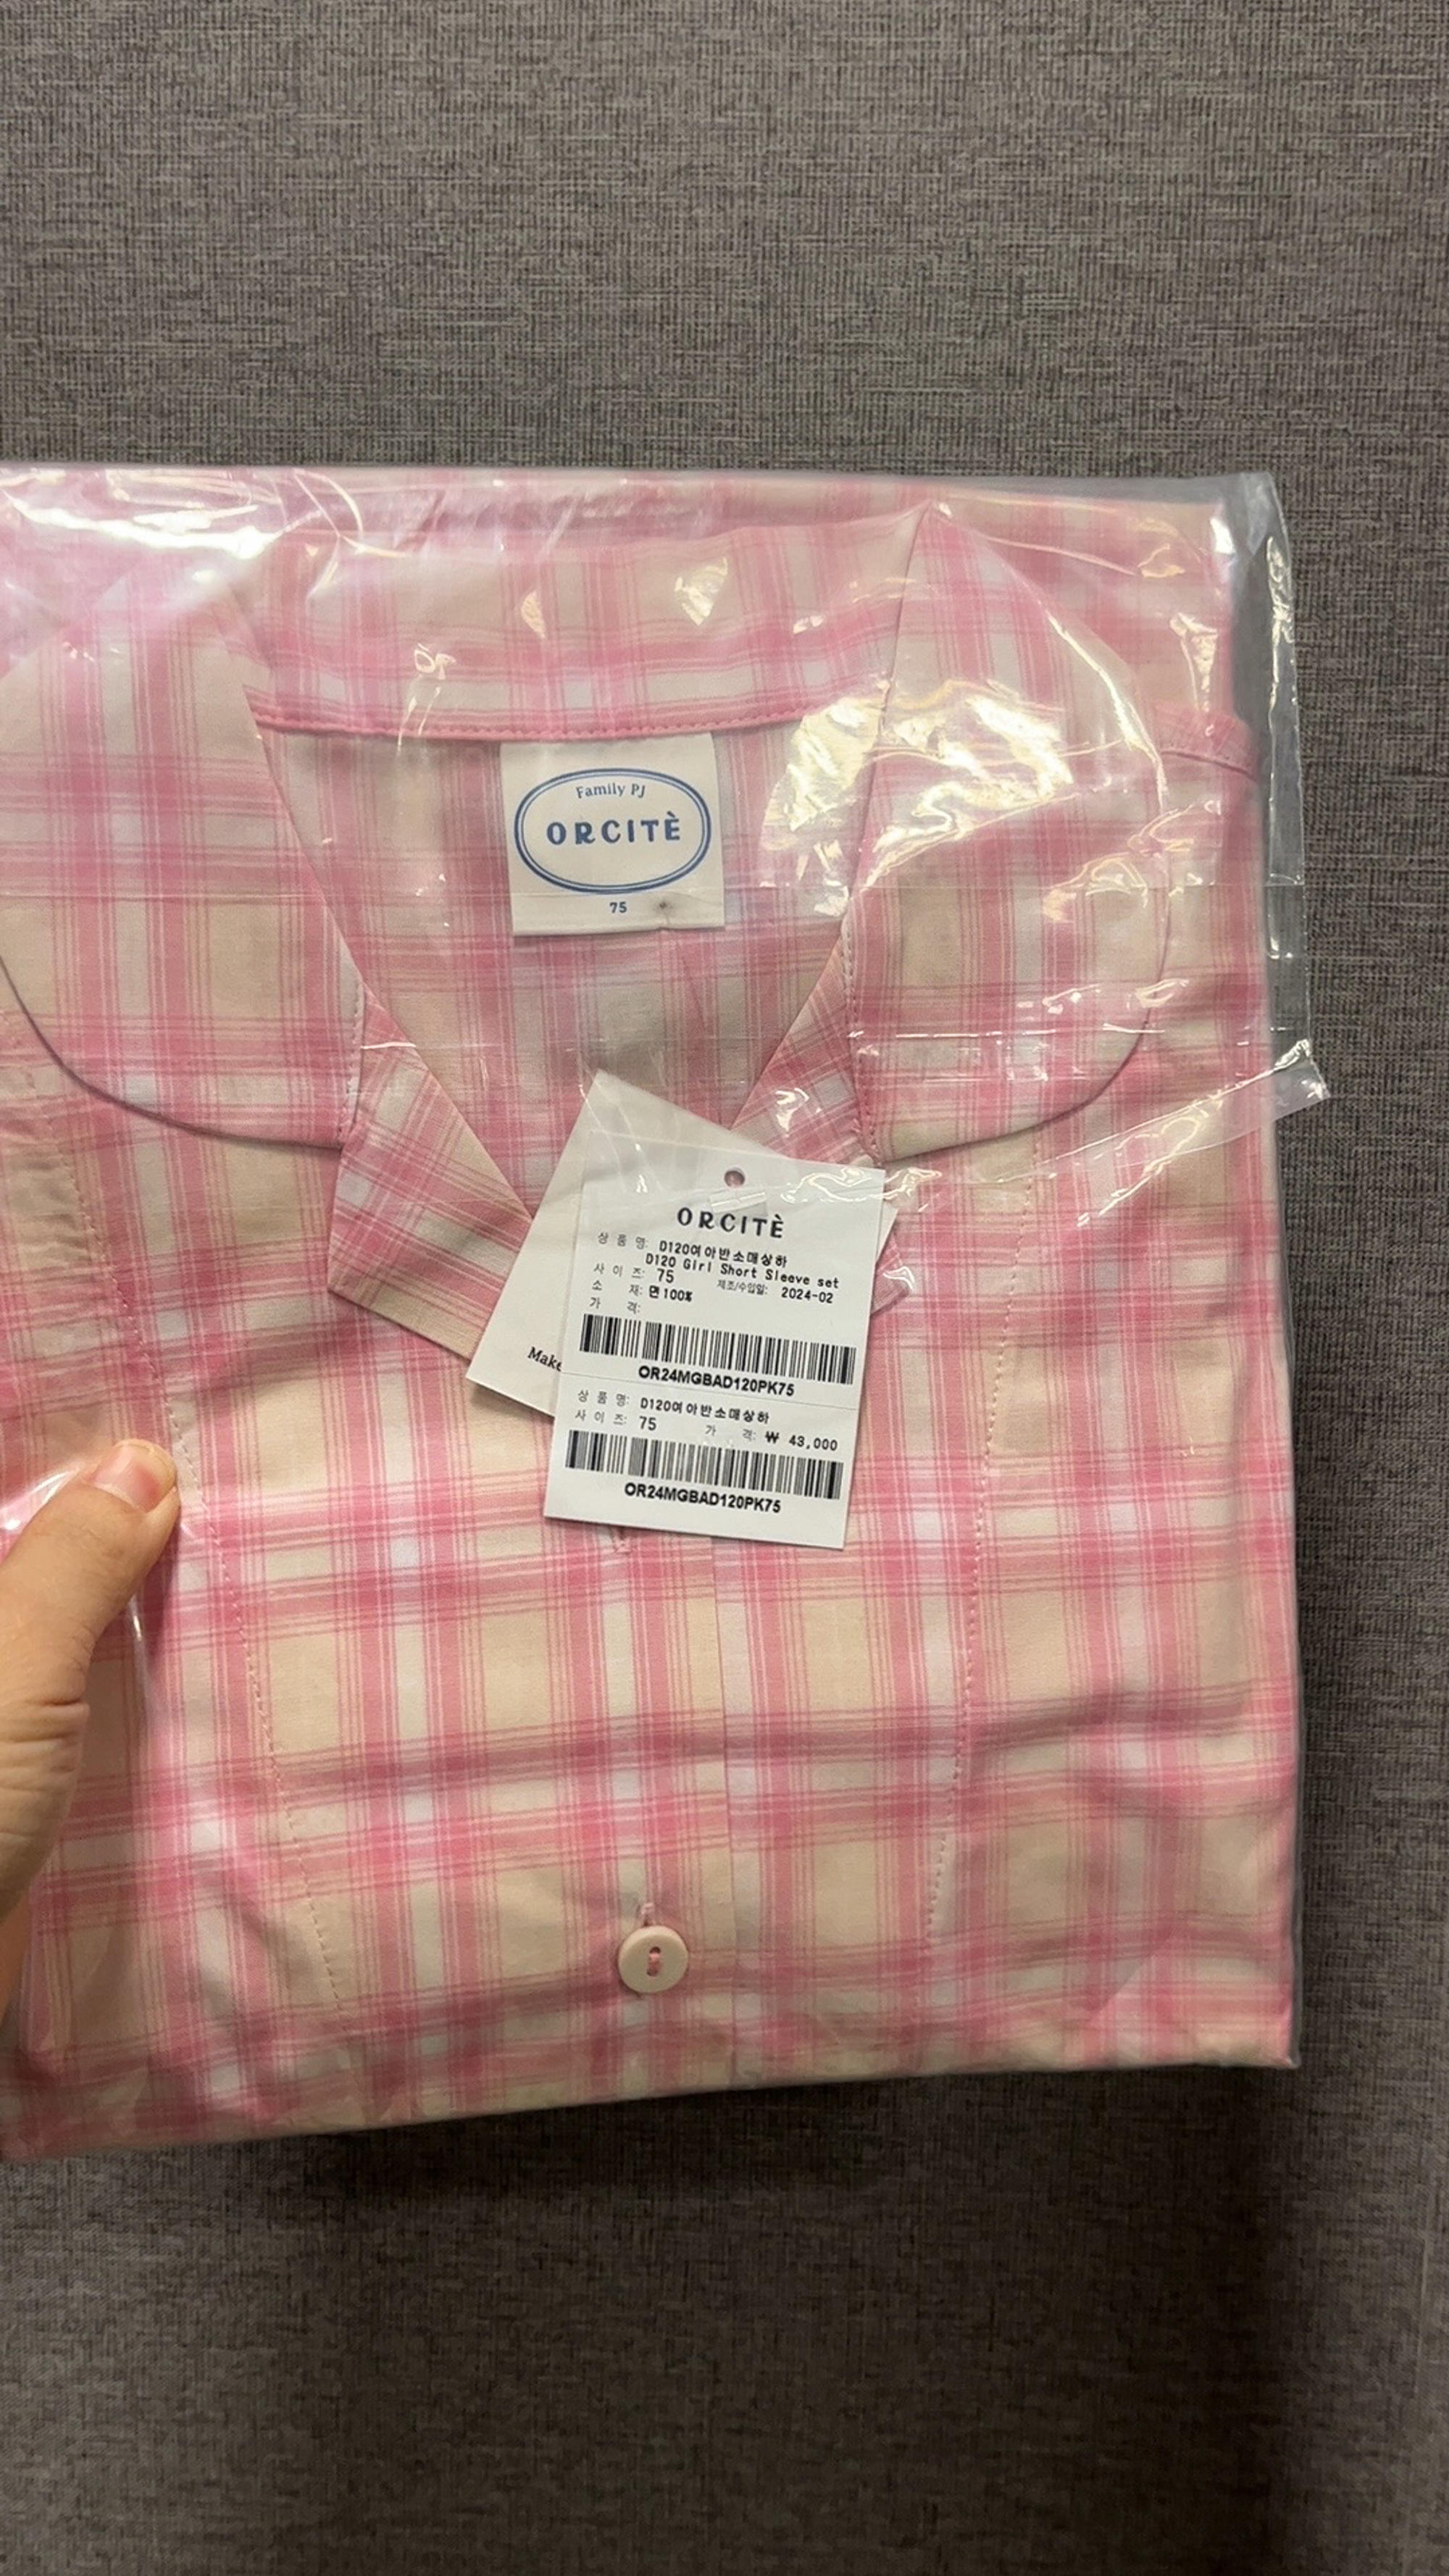 Family PJ
ORCITÈ
75
ORCITÈ
상 품 명: D120여아반소매상하
D120 Girl Short Sleeve set
사 이 즈: 75 제조/수입일: 2024-02
소 재: 면100%
가 격:
OR24MGBAD120PK75
Make
상 품 명: D120여아반소매상하
사 이 즈: 75 가 격: ₩ 43,000
OR24MGBAD120PK75